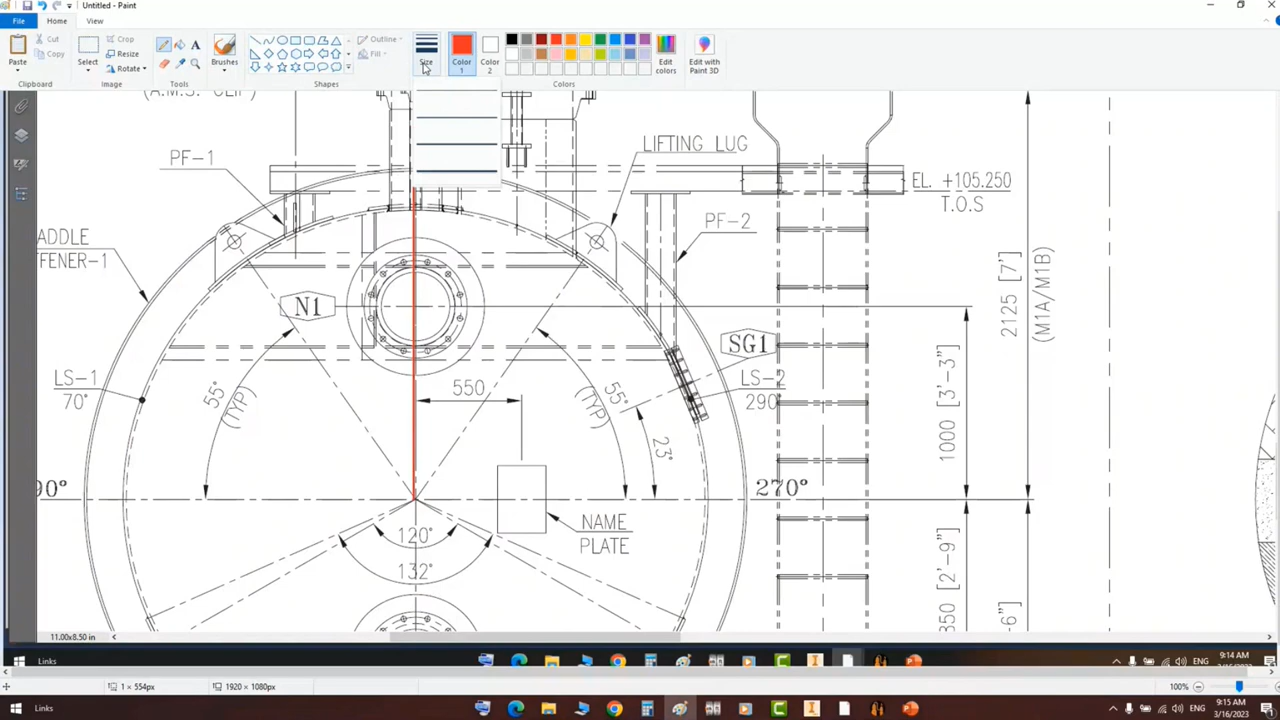 Untitled - Paint
File
Home
View
Paste
Cut
Copy
Clipboard
Select
Crop
Resize
Rotate
Image
A
Tools
Brushes
Outline
Fill
Shapes
Size
Color
1
Color
2
Edit
colors
Colors
Edit with
Paint 3D
(A.M.S. CLIP)
PF-1
LIFTING LUG
EL. +105.250
T.O.S
PF-2
ADDLE
FFENER-1
N1
SG1
2125 [7']
(M1A/M1B)
LS-1
70°
55°
(TYP)
550
55°
(TYP)
LS-2
290°
23°
1000 [3'-3"]
90°
270°
120°
132°
NAME
PLATE
350 [2'-9"]
-6"]
11.00x8.50 in
Links
ENG
9:14 AM
1 × 554px
1920 × 1080px
100%
ENG
9:15 AM
3/16/2023